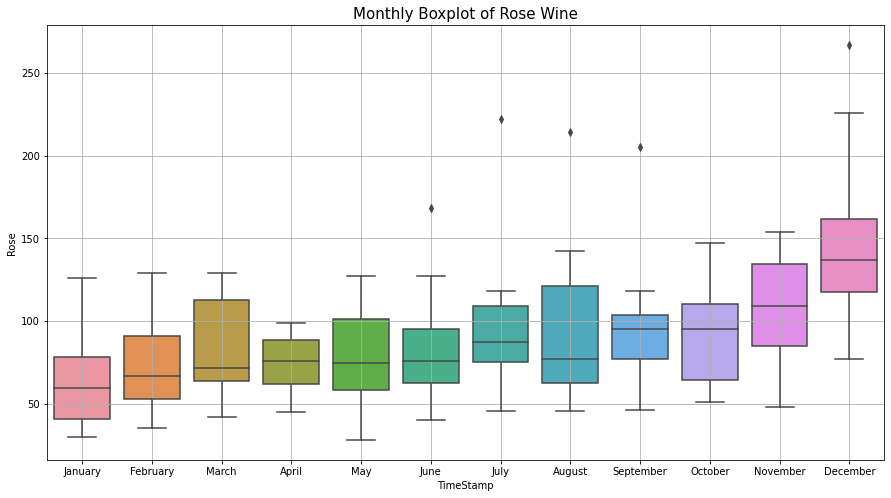 Monthly Boxplot of Rose Wine
250
200
150
100
50
Rose
January February March April May June July August September October November December
TimeStamp